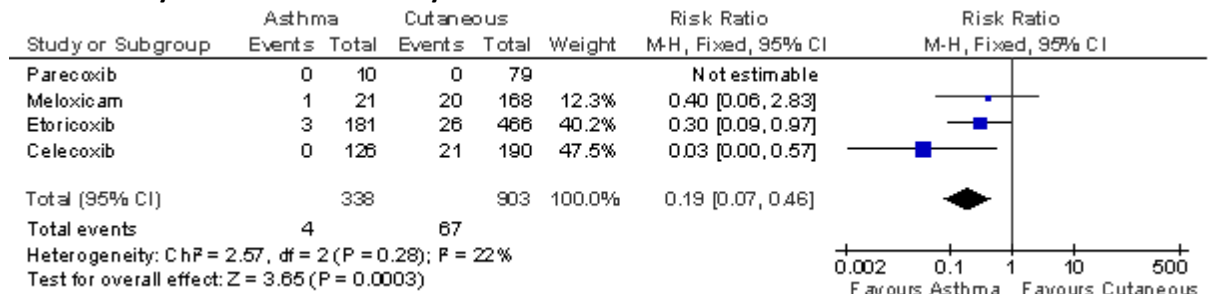 Asthma Cutaneous Risk Ratio Risk Ratio
Study or Subgroup Events Total Events Total Weight M-H, Fixed, 95% CI M-H, Fixed, 95% CI
Parecoxib 0 10 0 79 Not estimable
Meloxicam 1 21 20 168 12.3% 0.40 [0.06, 2.83]
Etoricoxib 3 181 26 466 40.2% 0.30 [0.09, 0.97]
Celecoxib 0 126 21 190 47.5% 0.03 [0.00, 0.57]
Total (95% CI) 338 903 100.0% 0.19 [0.07, 0.46]
Total events 4 67
Heterogeneity: Chi² = 2.57, df = 2 (P = 0.28); I² = 22%
Test for overall effect: Z = 3.65 (P = 0.0003)
0.002 0.1 1 10 500
Favours Asthma Favours Cutaneous